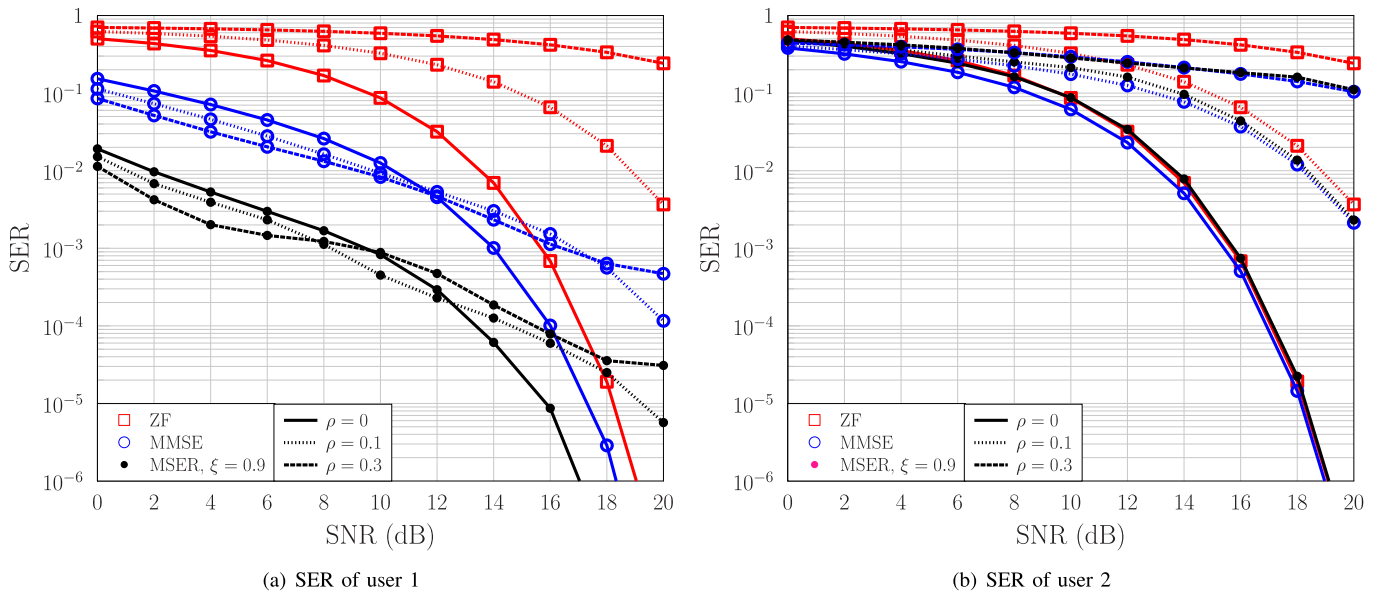 1
10⁻¹
10⁻²
10⁻³
10⁻⁴
10⁻⁵
10⁻⁶
SER
ZF
MMSE
MSER, ξ = 0.9
ρ = 0
ρ = 0.1
ρ = 0.3
0 2 4 6 8 10 12 14 16 18 20
SNR (dB)
(a) SER of user 1
1
10⁻¹
10⁻²
10⁻³
10⁻⁴
10⁻⁵
10⁻⁶
SER
ZF
MMSE
MSER, ξ = 0.9
ρ = 0
ρ = 0.1
ρ = 0.3
0 2 4 6 8 10 12 14 16 18 20
SNR (dB)
(b) SER of user 2